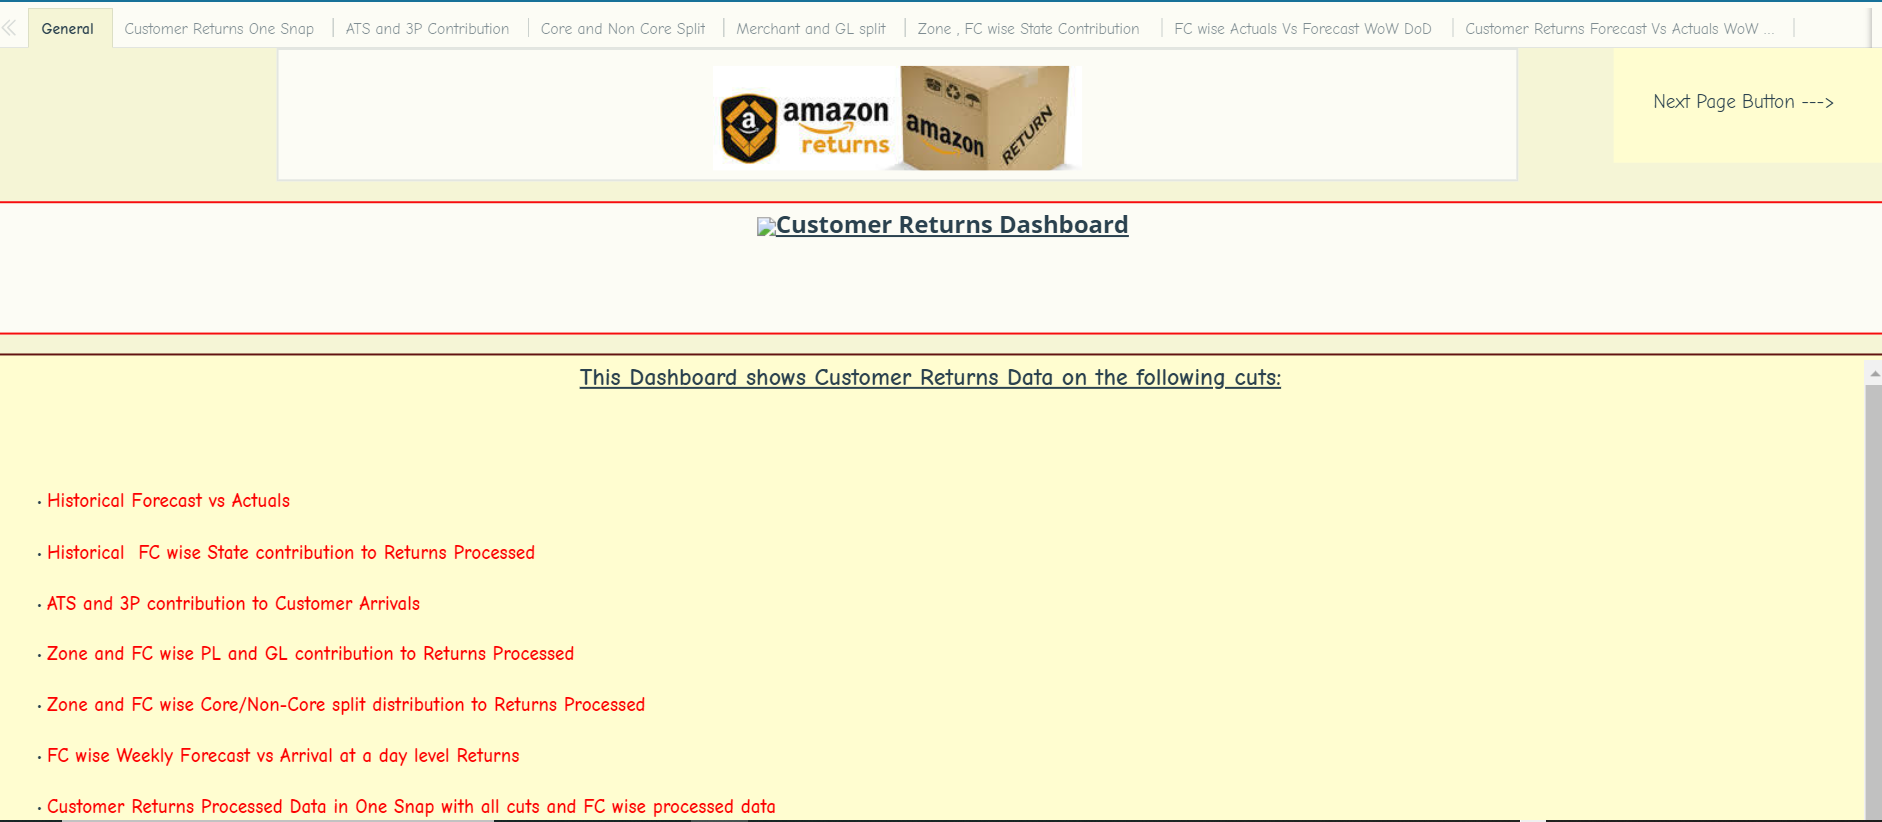 General
Customer Returns One Snap
ATS and 3P Contribution
Core and Non Core Split
Merchant and GL split
Zone , FC wise State Contribution
FC wise Actuals Vs Forecast WoW DoD
Customer Returns Forecast Vs Actuals WoW ...
a
amazon
returns
amazon
RETURN
Next Page Button --->
Customer Returns Dashboard
This Dashboard shows Customer Returns Data on the following cuts:
• Historical Forecast vs Actuals
• Historical  FC wise State contribution to Returns Processed
• ATS and 3P contribution to Customer Arrivals
• Zone and FC wise PL and GL contribution to Returns Processed
• Zone and FC wise Core/Non-Core split distribution to Returns Processed
• FC wise Weekly Forecast vs Arrival at a day level Returns
• Customer Returns Processed Data in One Snap with all cuts and FC wise processed data